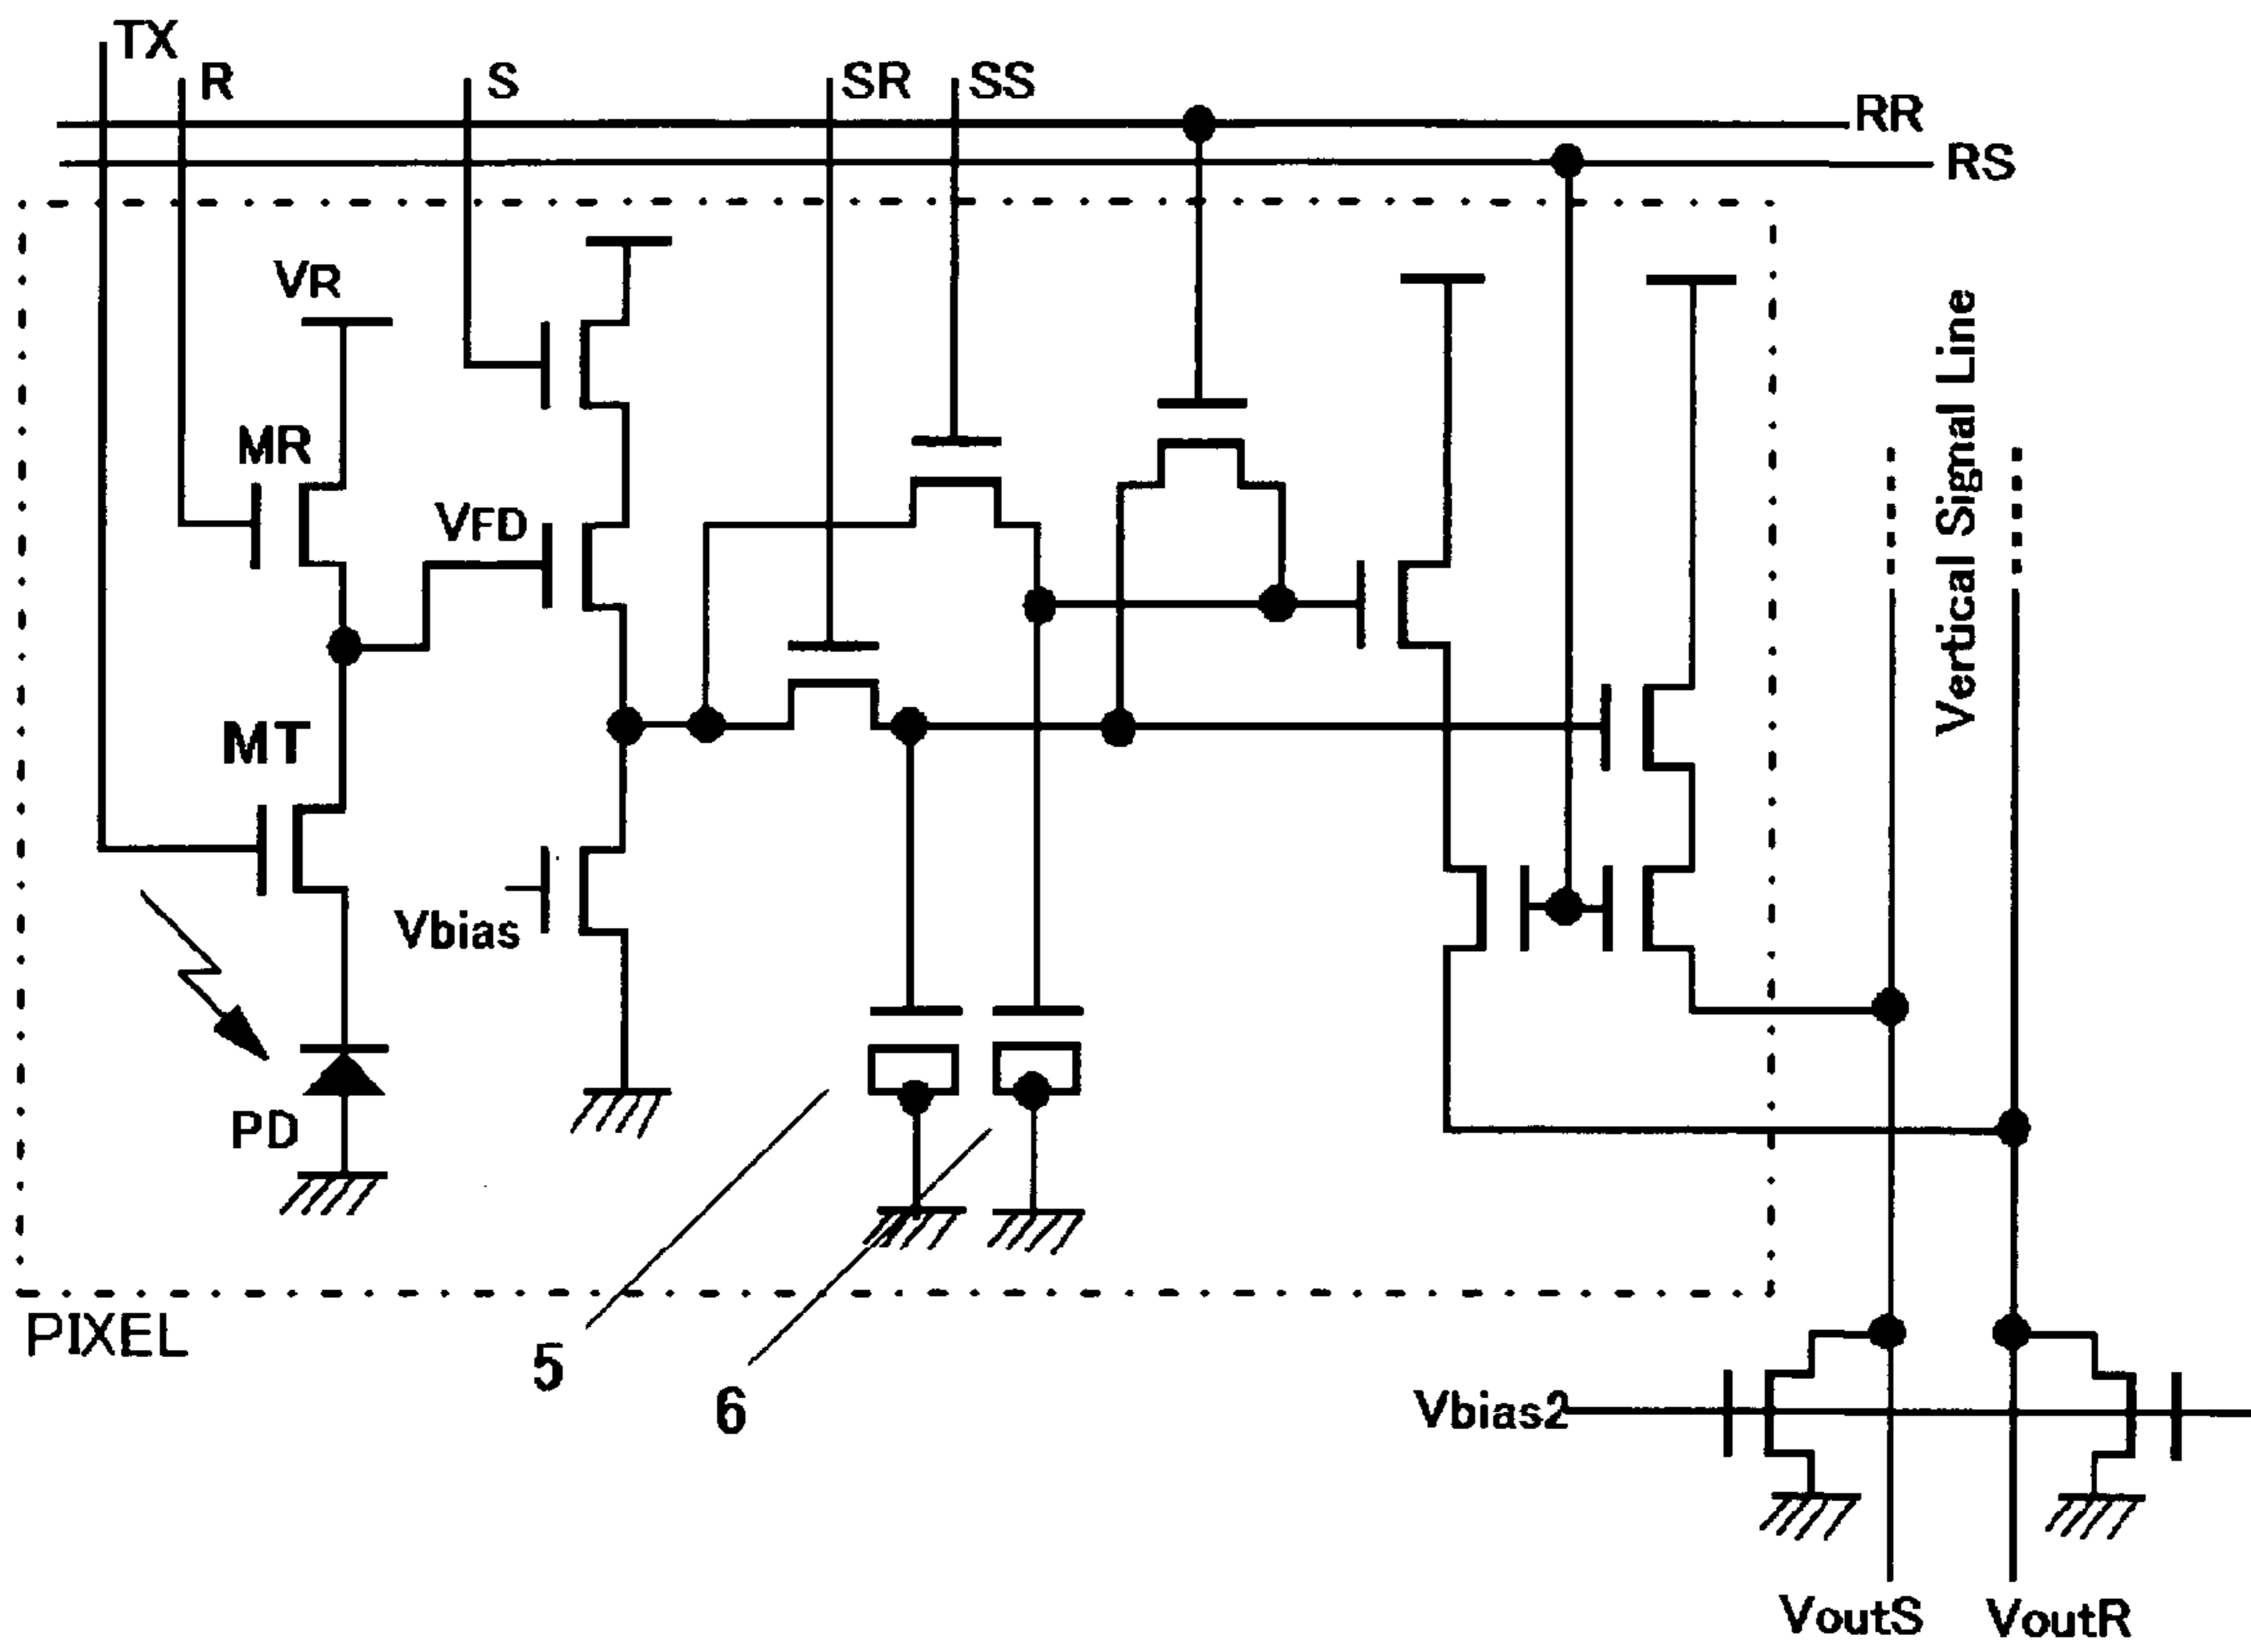 TX
R
S
SR
SS
RR
RS
VR
MR
VFD
MT
Vbias
PD
Vertical Signal Line
PIXEL
5
6
Vbias2
VoutS
VoutR